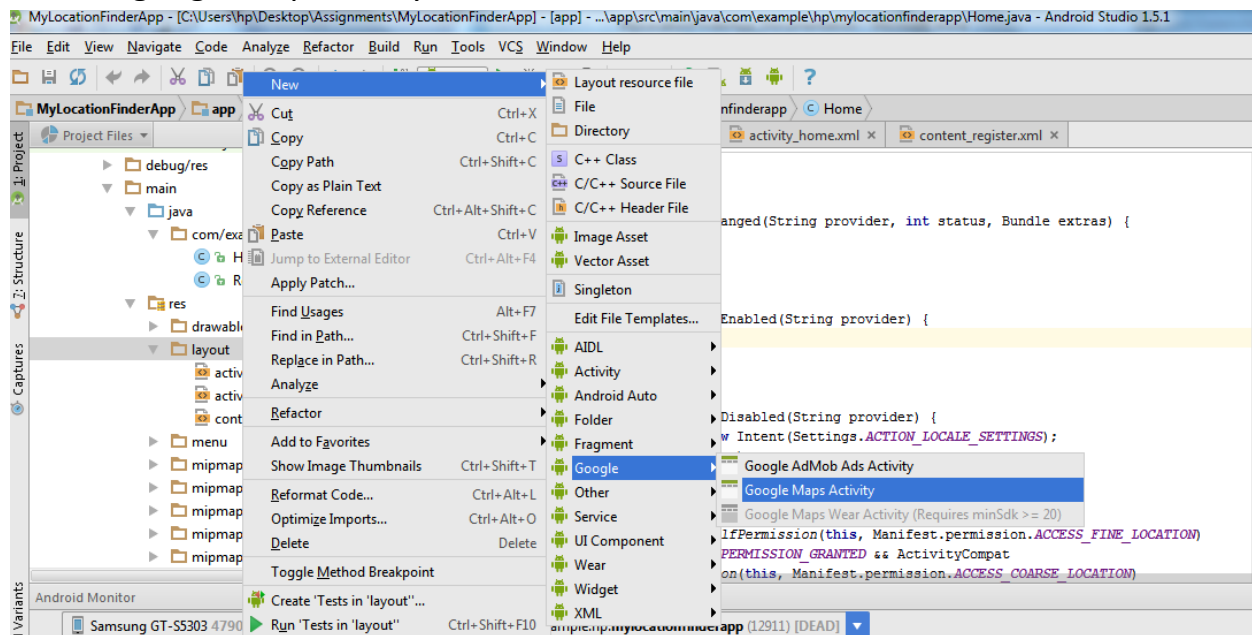 MyLocationFinderApp - [C:\Users\hp\Desktop\Assignments\MyLocationFinderApp] - [app] - ...\app\src\main\java\com\example\hp\mylocationfinderapp\Home.java - Android Studio 1.5.1
File Edit View Navigate Code Analyze Refactor Build Run Tools VCS Window Help
MyLocationFinderApp app
nfinderapp Home
Project Files
activity_home.xml content_register.xml
1: Project
7: Structure
Captures
Variants
debug/res
main
java
com/exa
H
R
res
drawabl
layout
activ
activ
cont
menu
mipmap
mipmap
mipmap
mipmap
mipmap
New
Cut Ctrl+X
Copy Ctrl+C
Copy Path Ctrl+Shift+C
Copy as Plain Text
Copy Reference Ctrl+Alt+Shift+C
Paste Ctrl+V
Jump to External Editor Ctrl+Alt+F4
Apply Patch...
Find Usages Alt+F7
Find in Path... Ctrl+Shift+F
Replace in Path... Ctrl+Shift+R
Analyze
Refactor
Add to Favorites
Show Image Thumbnails Ctrl+Shift+T
Reformat Code... Ctrl+Alt+L
Optimize Imports... Ctrl+Alt+O
Delete Delete
Toggle Method Breakpoint
Create 'Tests in 'layout''...
Run 'Tests in 'layout'' Ctrl+Shift+F10
Layout resource file
File
Directory
C++ Class
C/C++ Source File
C/C++ Header File
Image Asset
Vector Asset
Singleton
Edit File Templates...
AIDL
Activity
Android Auto
Folder
Fragment
Google
Other
Service
UI Component
Wear
Widget
XML
Google AdMob Ads Activity
Google Maps Activity
Google Maps Wear Activity (Requires minSdk >= 20)
anged(String provider, int status, Bundle extras) {
Enabled(String provider) {
Disabled(String provider) {
w Intent(Settings.ACTION_LOCALE_SETTINGS);
lfPermission(this, Manifest.permission.ACCESS_FINE_LOCATION)
PERMISSION_GRANTED && ActivityCompat
on(this, Manifest.permission.ACCESS_COARSE_LOCATION)
Android Monitor
Samsung GT-S5303 4790
ample.hp.mylocationfinderapp (12911) [DEAD]